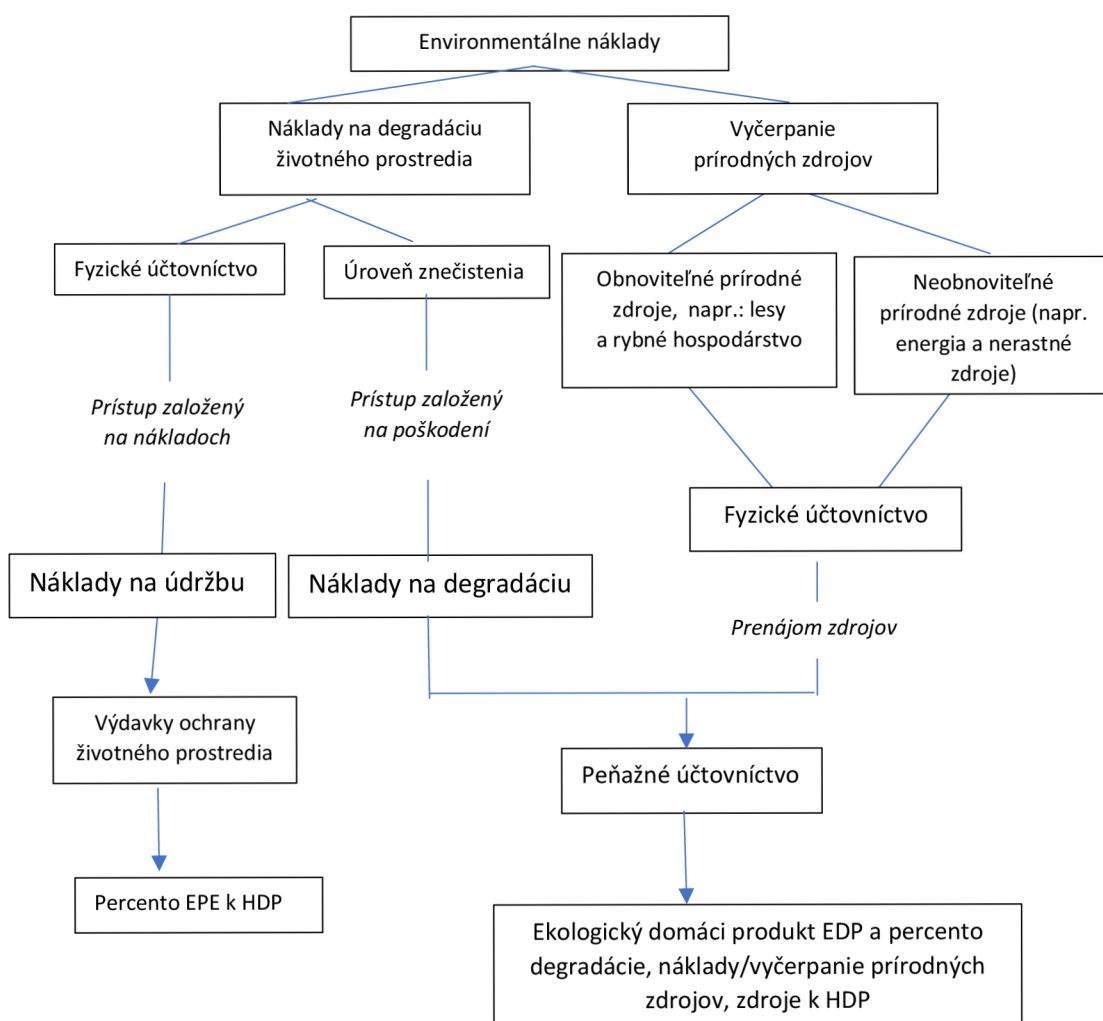 Environmentálne náklady
Náklady na degradáciu
životného prostredia
Vyčerpanie
prírodných zdrojov
Fyzické účtovníctvo
Úroveň znečistenia
Obnoviteľné prírodné
zdroje, napr.: lesy
a rybné hospodárstvo
Neobnoviteľné
prírodné zdroje (napr.
energia a nerastné
zdroje)
Prístup založený
na nákladoch
Prístup založený
na poškodení
Fyzické účtovníctvo
Náklady na údržbu
Náklady na degradáciu
Prenájom zdrojov
Výdavky ochrany
životného prostredia
Peňažné účtovníctvo
Percento EPE k HDP
Ekologický domáci produkt EDP a percento
degradácie, náklady/vyčerpanie prírodných
zdrojov, zdroje k HDP